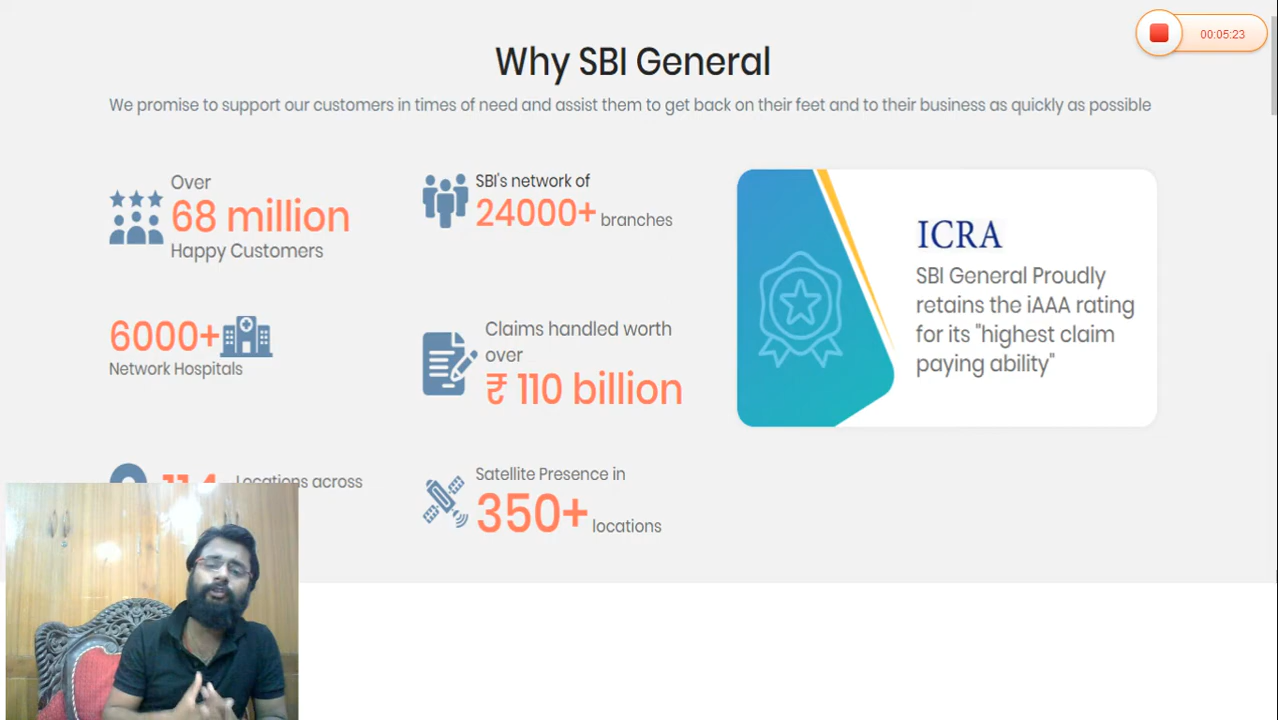 00:05:23
Why SBI General
We promise to support our customers in times of need and assist them to get back on their feet and to their business as quickly as possible
Over
68 million
Happy Customers
SBI's network of
24000+ branches
ICRA
SBI General Proudly
retains the iAAA rating
for its "highest claim
paying ability"
6000+
Network Hospitals
Claims handled worth
over
₹ 110 billion
114 Locations across
Satellite Presence in
350+ locations